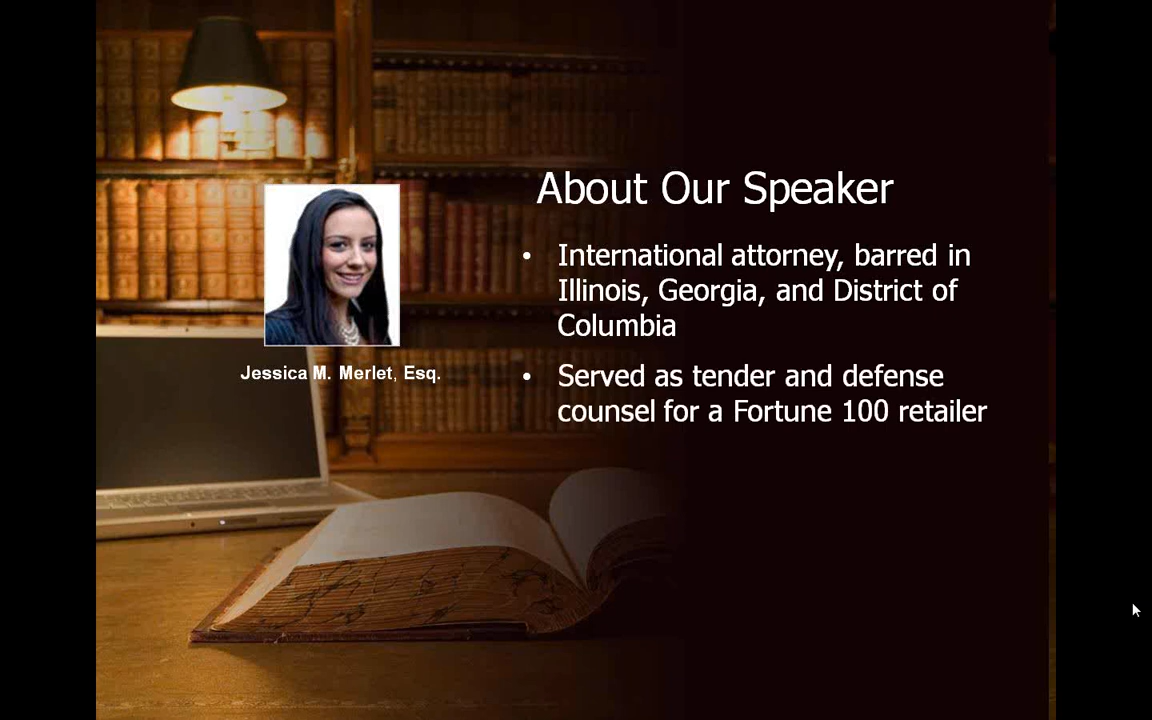 About Our Speaker
• International attorney, barred in
Illinois, Georgia, and District of
Columbia
Jessica M. Merlet, Esq.
• Served as tender and defense
counsel for a Fortune 100 retailer